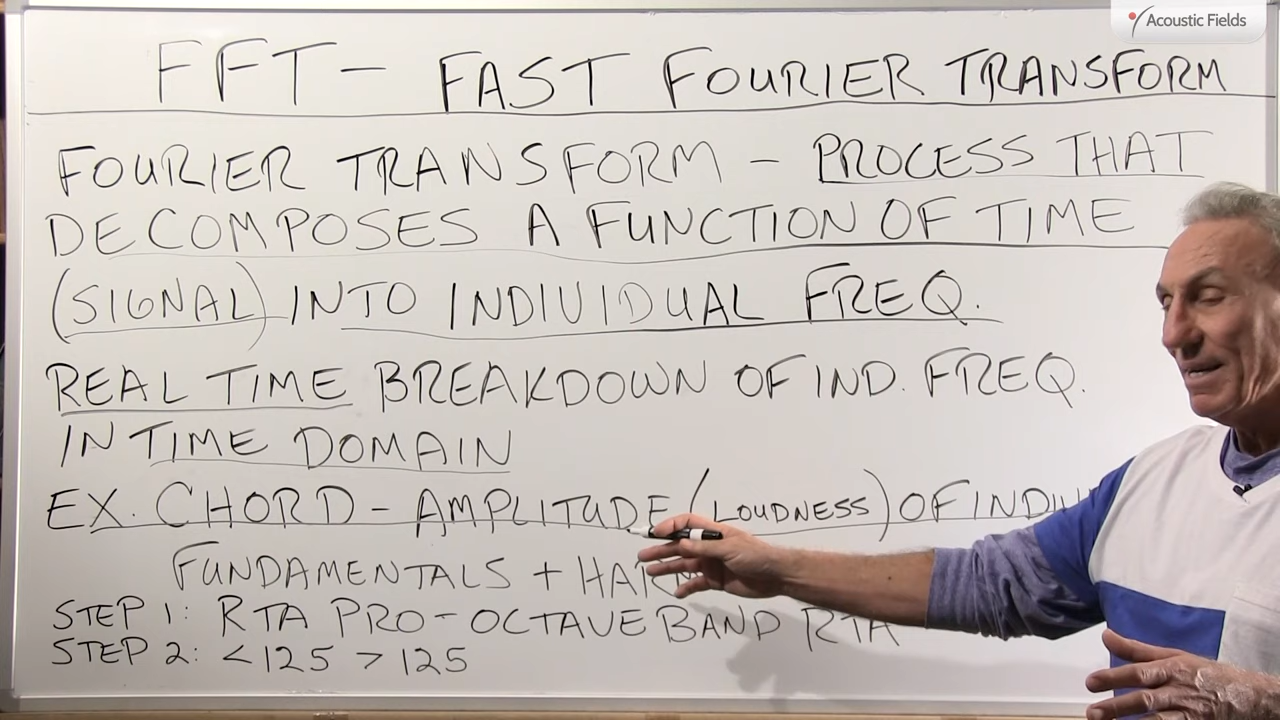 Acoustic Fields
FFT - FAST FOURIER TRANSFORM
FOURIER TRANSFORM - PROCESS THAT
DECOMPOSES A FUNCTION OF TIME
(SIGNAL) INTO INDIVIDUAL FREQ.
REAL TIME BREAKDOWN OF IND. FREQ.
IN TIME DOMAIN
EX. CHORD - AMPLITUDE (LOUDNESS) OF
FUNDAMENTALS +
STEP 1: RTA PRO - OCTAVE BAND RTA
STEP 2: < 125 > 125